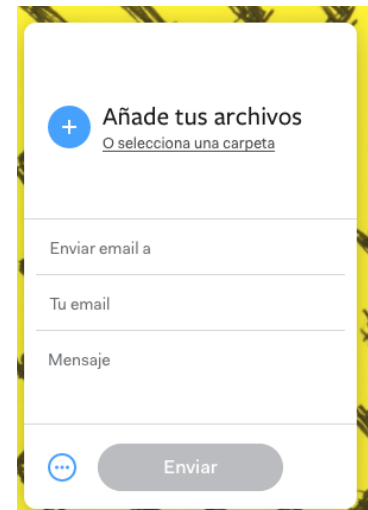 Añade tus archivos
O selecciona una carpeta
Enviar email a
Tu email
Mensaje
Enviar